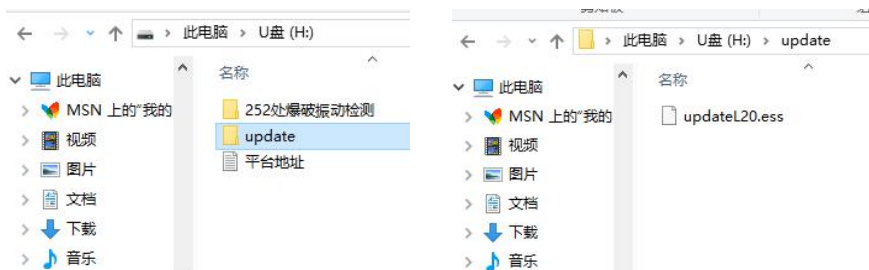 此电脑 > U盘 (H:)
此电脑
MSN 上的“我的
视频
图片
文档
下载
音乐
名称
252处爆破振动检测
update
平台地址
此电脑 > U盘 (H:) > update
此电脑
MSN 上的“我的
视频
图片
文档
下载
音乐
名称
updateL20.ess